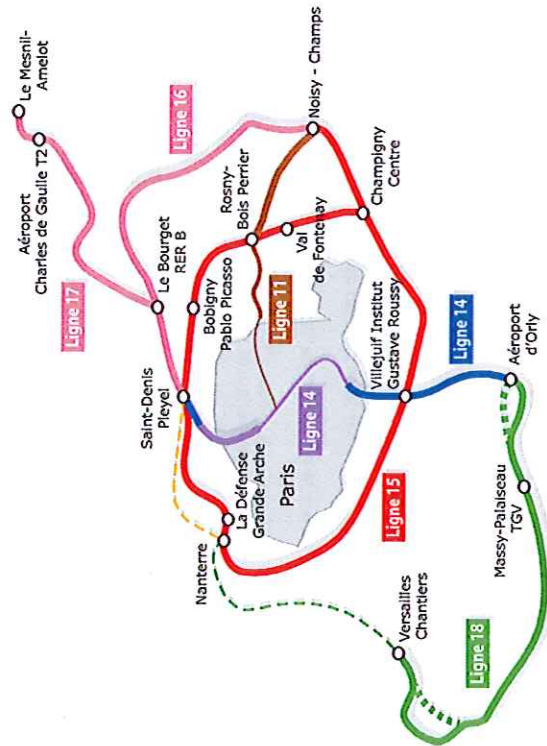 Le Mesnil-
Amelot
Aéroport
Charles de Gaulle T2
Ligne 17
Ligne 16
Le Bourget
RER B
Noisy - Champs
Rosny-
Bois Perrier
Bobigny
Pablo Picasso
Val
de Fontenay
Champigny
Centre
Saint-Denis
Pleyel
Ligne 11
Ligne 14
Villejuif Institut
Gustave Roussy
Ligne 14
Aéroport
d'Orly
La Défense
Grande Arche
Paris
Nanterre
Ligne 15
Massy-Palaiseau
TGV
Versailles
Chantiers
Ligne 18